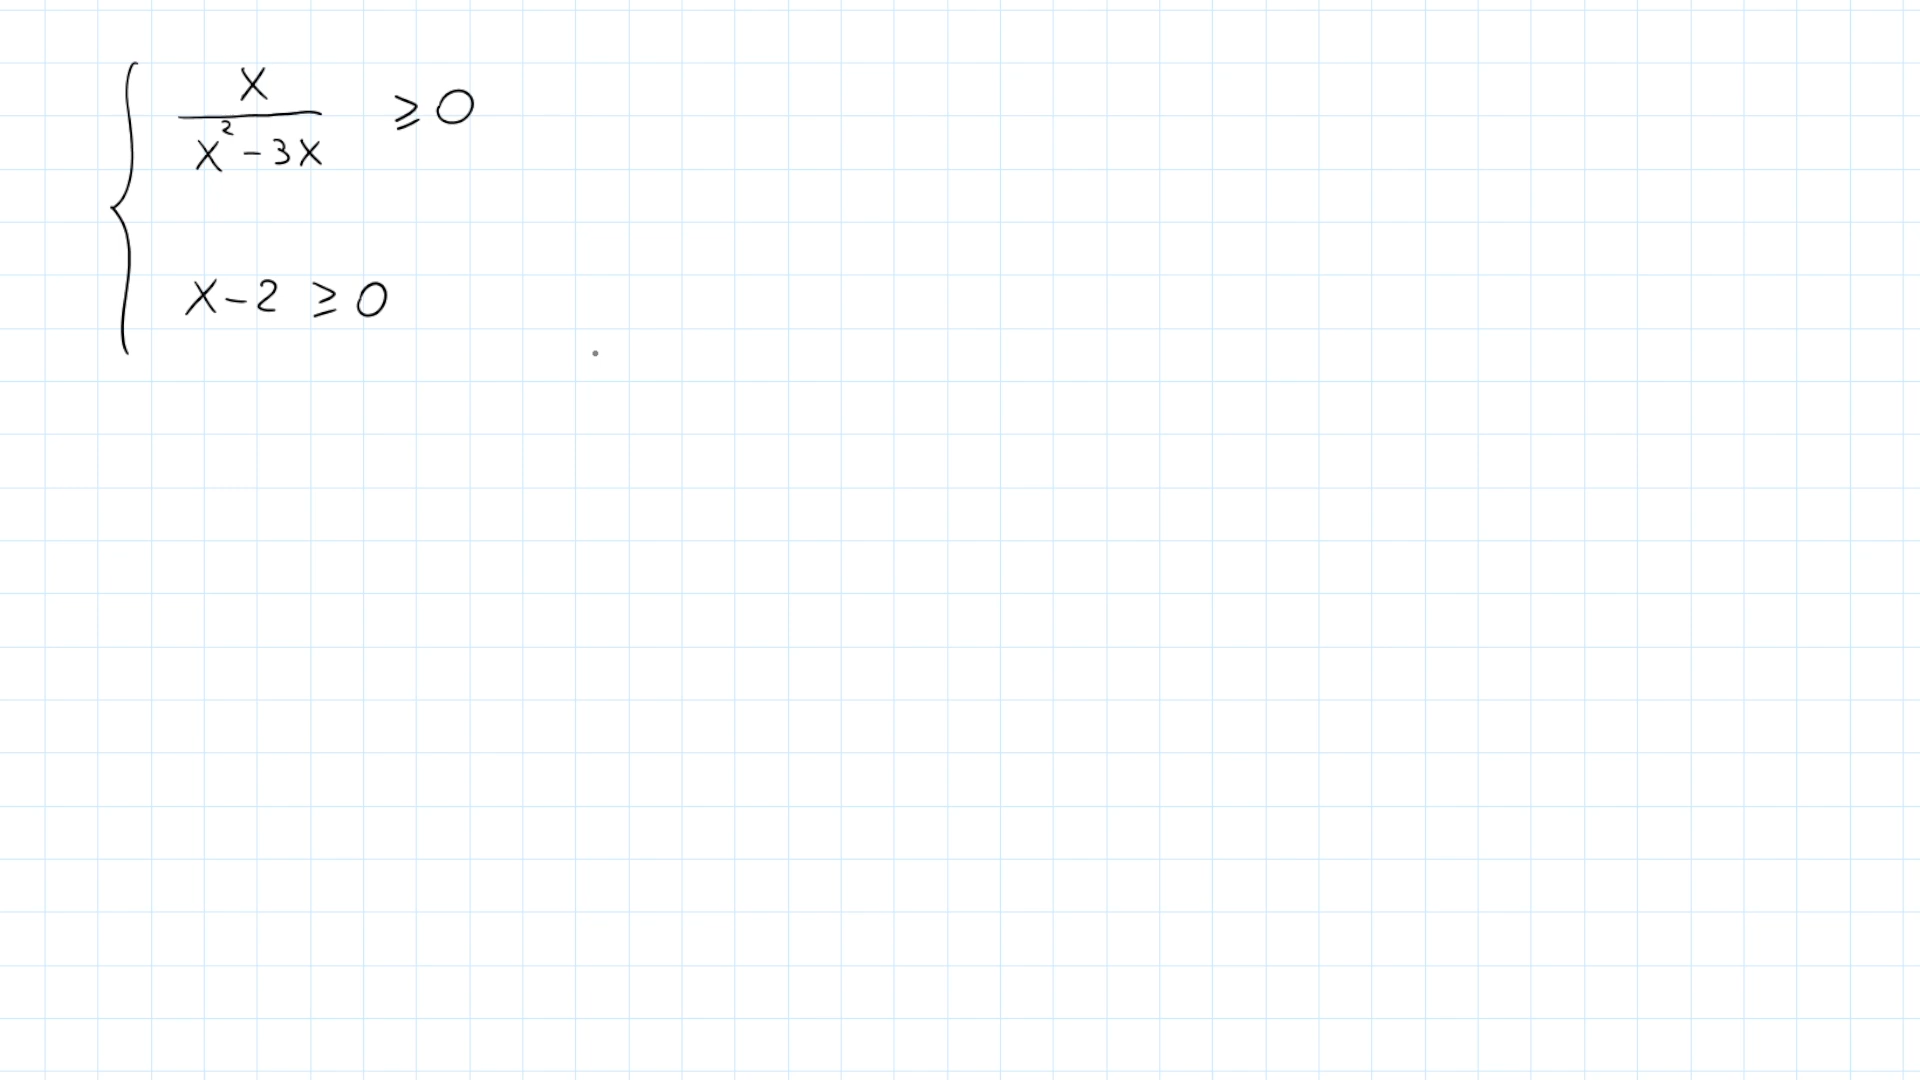 x
x² - 3x
≥ 0
x - 2 ≥ 0